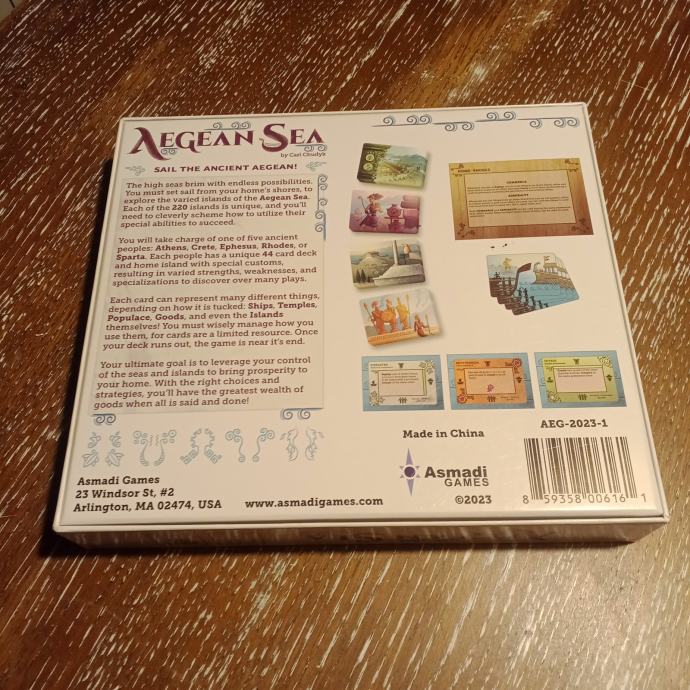 AEGEAN SEA
by Carl Chudyk
SAIL THE ANCIENT AEGEAN!
The high seas brim with endless possibilities.
You must set sail from your home's shores, to
explore the varied islands of the Aegean Sea.
Each of the 220 islands is unique, and you'll
need to cleverly scheme how to utilize their
special abilities to succeed.
You will take charge of one of five ancient
peoples: Athens, Crete, Ephesus, Rhodes, or
Sparta. Each people has a unique 44 card deck
and home island with special customs,
resulting in varied strengths, weaknesses, and
specializations to discover over many plays.
Each card can represent many different things,
depending on how it is tucked: Ships, Temples,
Populace, Goods, and even the Islands
themselves! You must wisely manage how you
use them, for cards are a limited resource. Once
your deck runs out, the game is near it's end.
Your ultimate goal is to leverage your control
of the seas and islands to bring prosperity to
your home. With the right choices and
strategies, you'll have the greatest wealth of
goods when all is said and done!
Asmadi Games
23 Windsor St, #2
Arlington, MA 02474, USA
www.asmadigames.com
Made in China
Asmadi
GAMES
©2023
AEG-2023-1
8 59358 00616 1